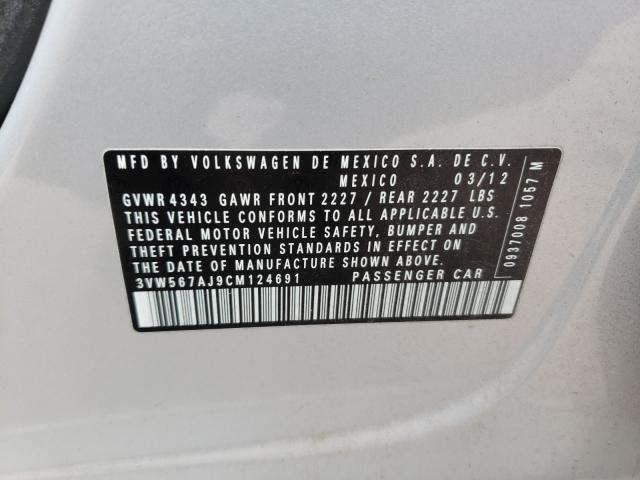 MFD BY VOLKSWAGEN DE MEXICO S.A. DE C.V.
MEXICO 03/12
GVWR 4343 GAWR FRONT 2227 / REAR 2227 LBS
THIS VEHICLE CONFORMS TO ALL APPLICABLE U.S.
FEDERAL MOTOR VEHICLE SAFETY, BUMPER AND
THEFT PREVENTION STANDARDS IN EFFECT ON
THE DATE OF MANUFACTURE SHOWN ABOVE.
3VW567AJ9CM124691 PASSENGER CAR
0937008 1057 M